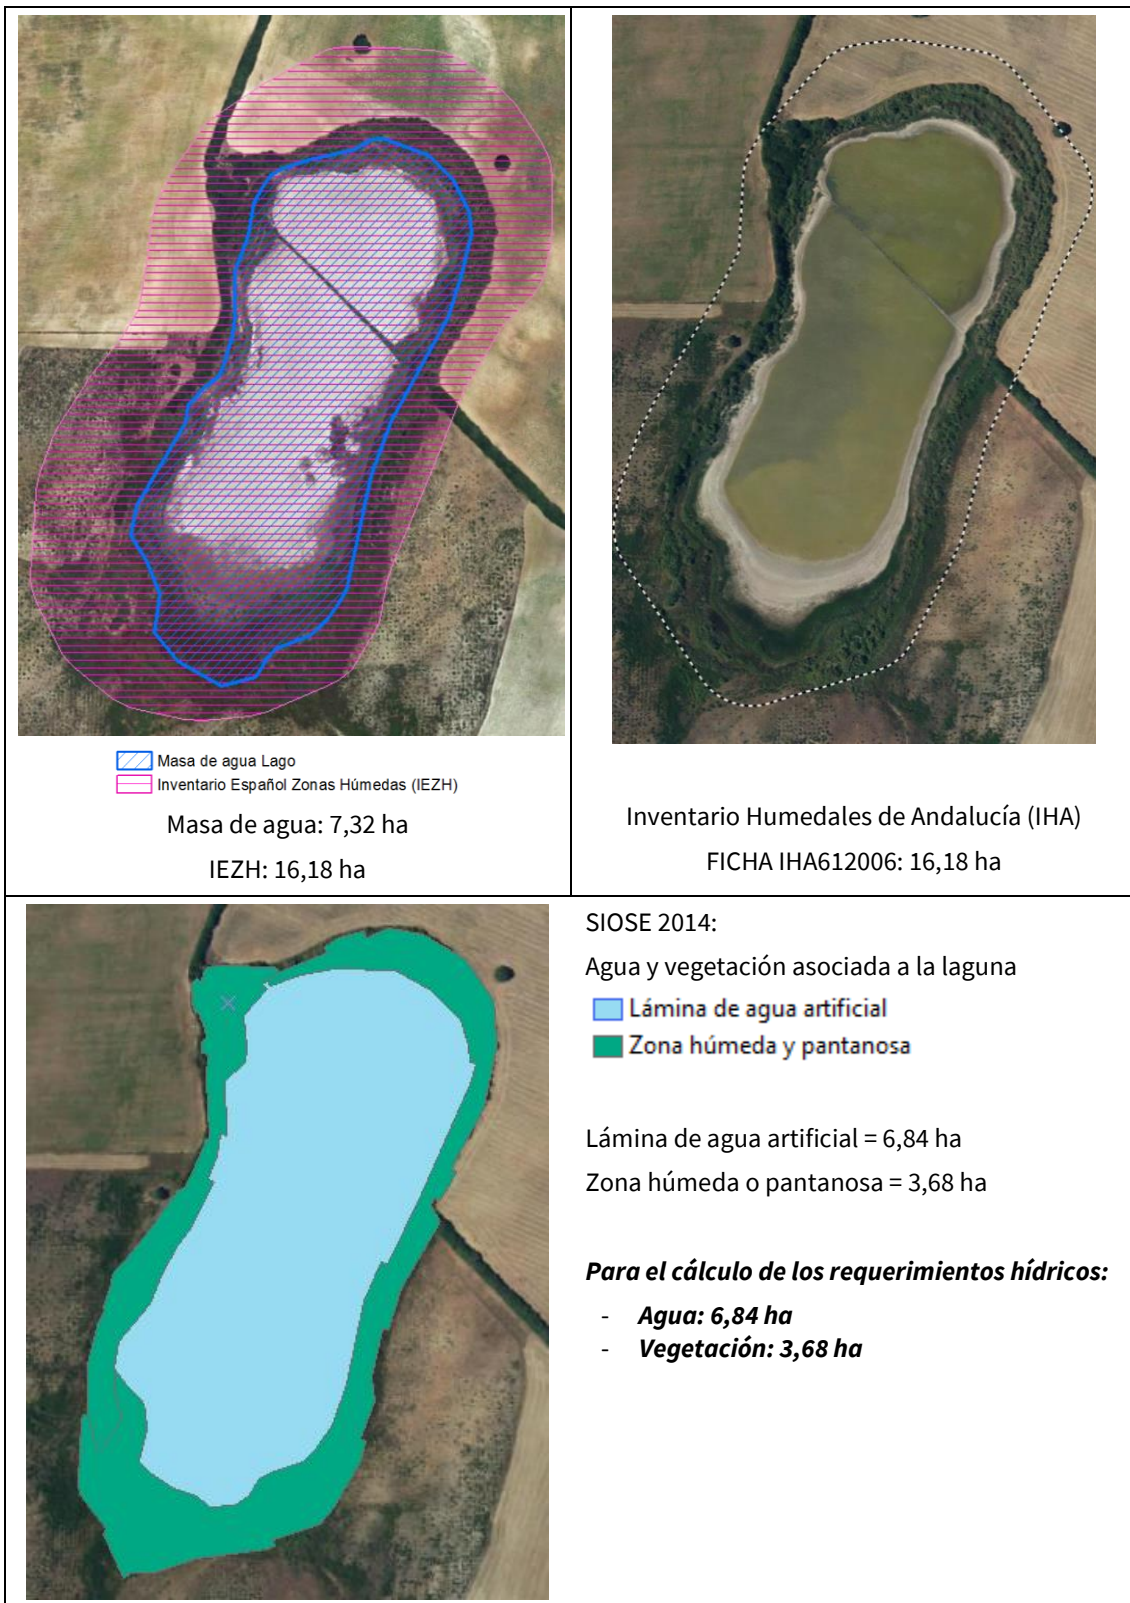 Masa de agua Lago
Inventario Español Zonas Húmedas (IEZH)
Masa de agua: 7,32 ha
IEZH: 16,18 ha
Inventario Humedales de Andalucía (IHA)
FICHA IHA612006: 16,18 ha
SIOSE 2014:
Agua y vegetación asociada a la laguna
Lámina de agua artificial
Zona húmeda y pantanosa
Lámina de agua artificial = 6,84 ha
Zona húmeda o pantanosa = 3,68 ha
Para el cálculo de los requerimientos hídricos:
- Agua: 6,84 ha
- Vegetación: 3,68 ha